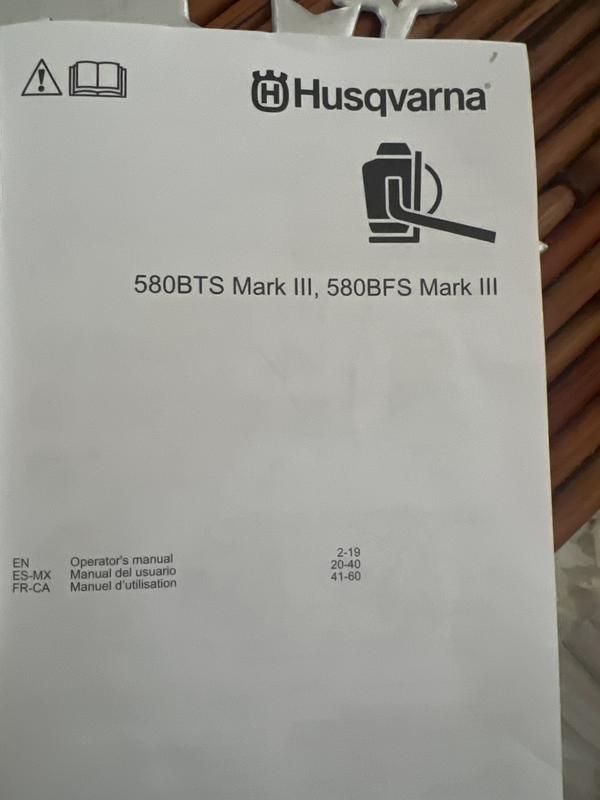 Husqvarna®
580BTS Mark III, 580BFS Mark III
EN Operator's manual 2-19
ES-MX Manual del usuario 20-40
FR-CA Manuel d'utilisation 41-60